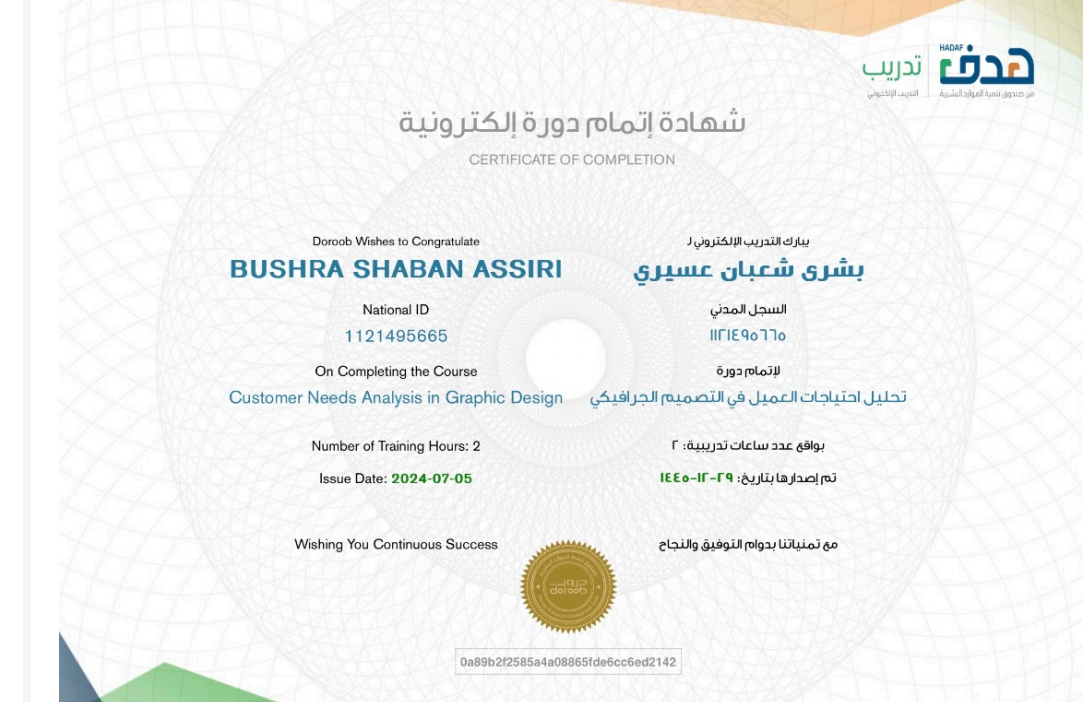 HADAF
هدف
تدريب
من صندوق تنمية الموارد البشرية
التدريب الإلكتروني
شهادة إتمام دورة إلكترونية
CERTIFICATE OF COMPLETION
Doroob Wishes to Congratulate
يبارك التدريب الإلكتروني لـ
BUSHRA SHABAN ASSIRI
بشرى شعبان عسيري
National ID
السجل المدني
1121495665
١١٢١٤٩٥٦٦٥
On Completing the Course
لإتمام دورة
Customer Needs Analysis in Graphic Design
تحليل احتياجات العميل في التصميم الجرافيكي
Number of Training Hours: 2
بواقع عدد ساعات تدريبية: ٢
Issue Date: 2024-07-05
تم إصدارها بتاريخ: ٢٩-١٢-١٤٤٥
Wishing You Continuous Success
مع تمنياتنا بدوام التوفيق والنجاح
دروب
doroob
0a89b2f2585a4a08865fde6cc6ed2142